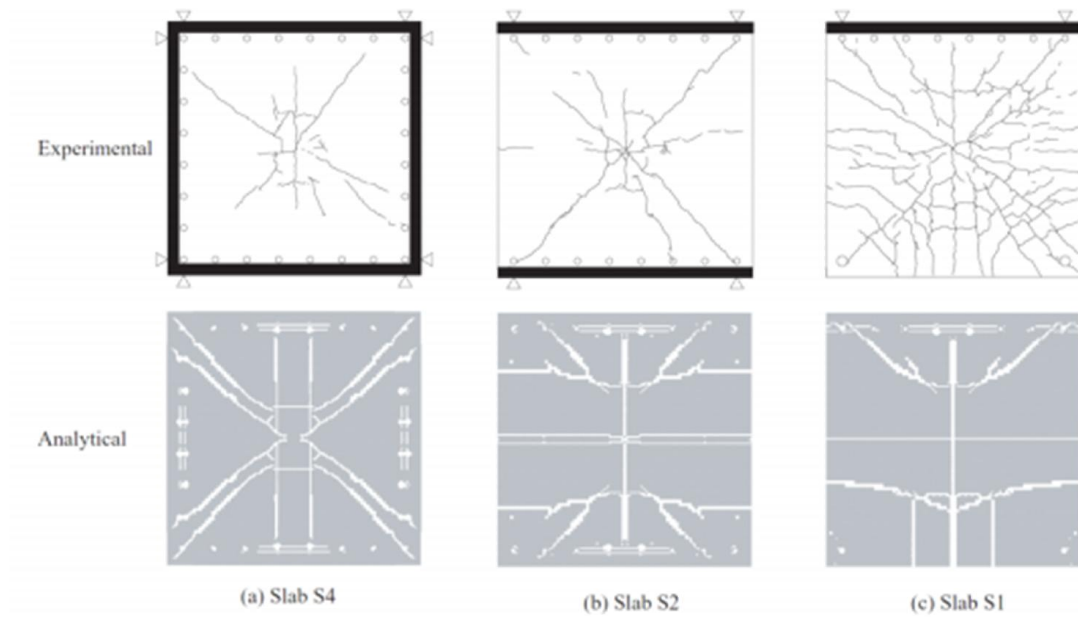 Experimental
Analytical
(a) Slab S4
(b) Slab S2
(c) Slab S1